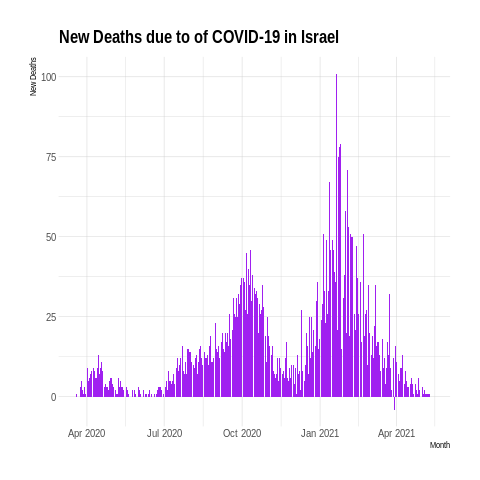 New Deaths due to of COVID-19 in Israel
New Deaths
100
75
50
25
0
Apr 2020 Jul 2020 Oct 2020 Jan 2021 Apr 2021
Month